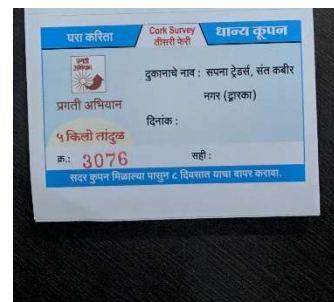 घरा करिता
Cork Survey
तीसरी फेरी
धान्य कूपन
प्रगती
अभियान
दुकानाचे नाव : सपना ट्रेडर्स, संत कबीर
नगर (द्वारका)
प्रगती अभियान
दिनांक :
५ किलो तांदुळ
क्र.: 3076
सही :
सदर कुपन मिळाल्या पासुन ८ दिवसात याचा वापर करावा.